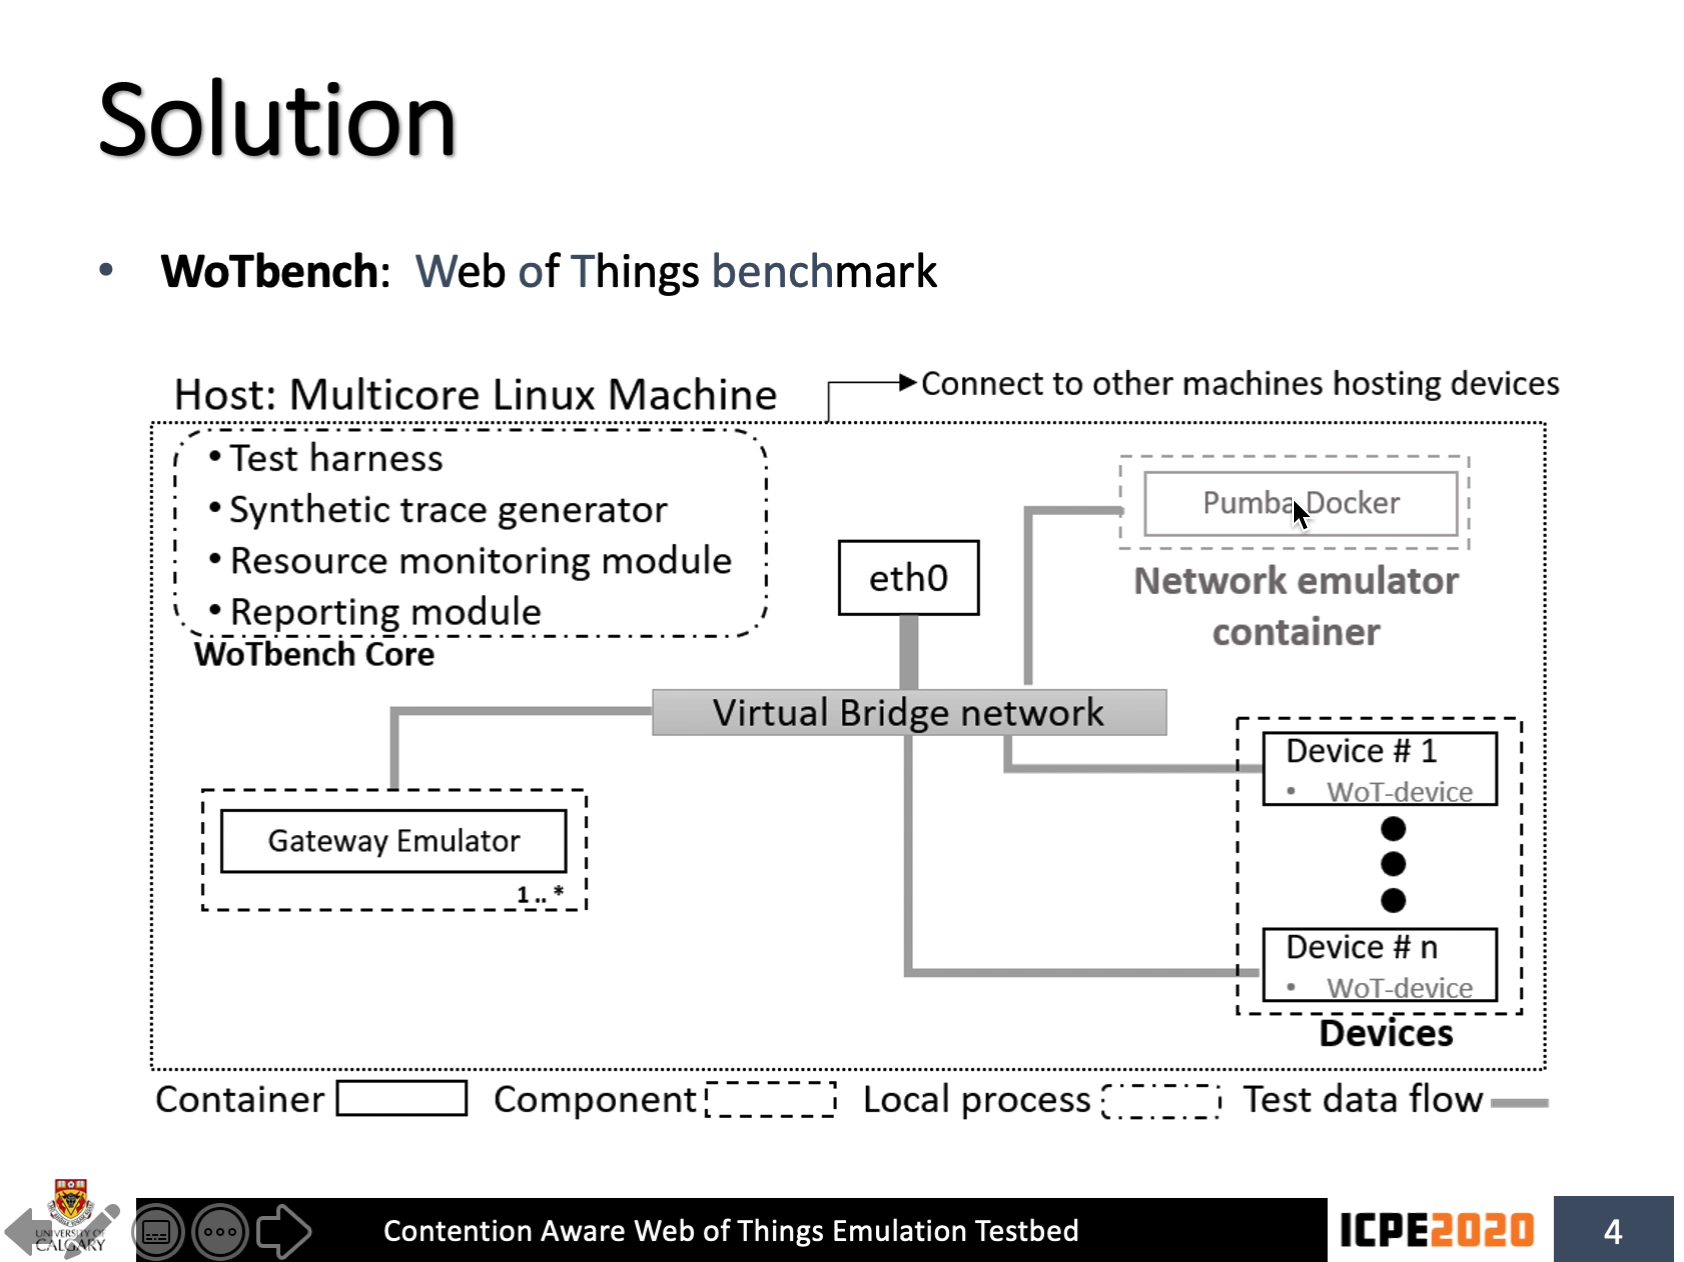 Solution
• WoTbench: Web of Things benchmark
Host: Multicore Linux Machine
Connect to other machines hosting devices
• Test harness
• Synthetic trace generator
• Resource monitoring module
• Reporting module
WoTbench Core
Pumba Docker
Network emulator
container
eth0
Virtual Bridge network
Gateway Emulator
1 .. *
Device # 1
• WoT-device
Device # n
• WoT-device
Devices
Container
Component
Local process
Test data flow
UNIVERSITY OF
CALGARY
Contention Aware Web of Things Emulation Testbed
ICPE2020
4